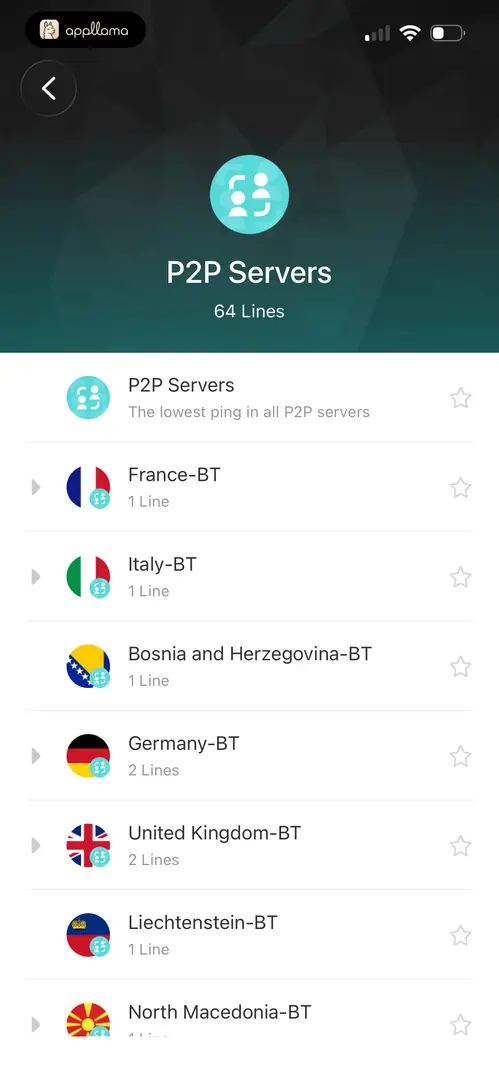 appllama
P2P Servers
64 Lines
P2P Servers
The lowest ping in all P2P servers
France-BT
1 Line
Italy-BT
1 Line
Bosnia and Herzegovina-BT
1 Line
Germany-BT
2 Lines
United Kingdom-BT
2 Lines
Liechtenstein-BT
1 Line
North Macedonia-BT